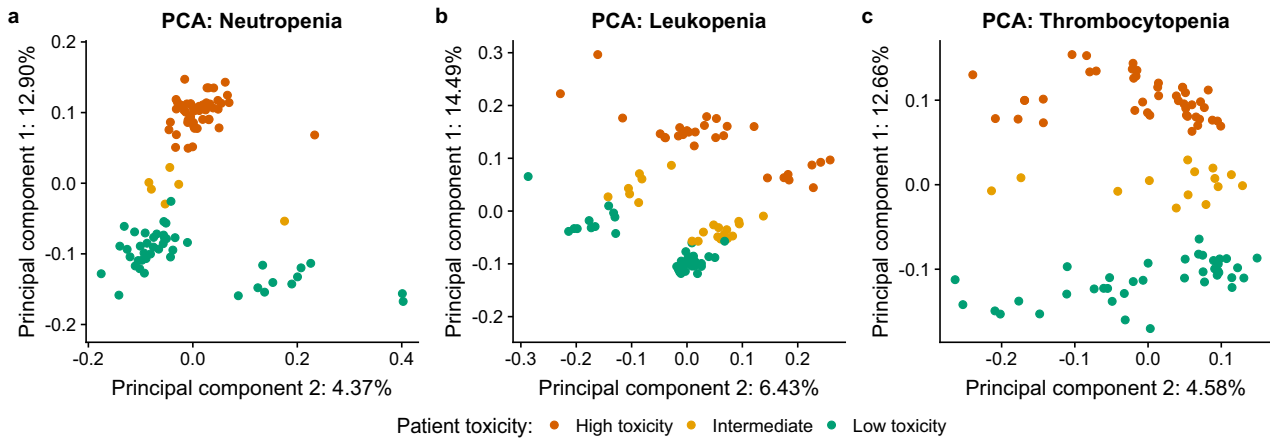 a
PCA: Neutropenia
Principal component 1: 12.90%
0.2
0.1
0.0
-0.1
-0.2
-0.2
0.0
0.2
0.4
Principal component 2: 4.37%
b
PCA: Leukopenia
Principal component 1: 14.49%
0.3
0.2
0.1
0.0
-0.1
-0.2
-0.3
-0.2
-0.1
0.0
0.1
0.2
Principal component 2: 6.43%
c
PCA: Thrombocytopenia
Principal component 1: 12.66%
0.1
0.0
-0.1
-0.2
-0.1
0.0
0.1
Principal component 2: 4.58%
Patient toxicity: High toxicity Intermediate Low toxicity